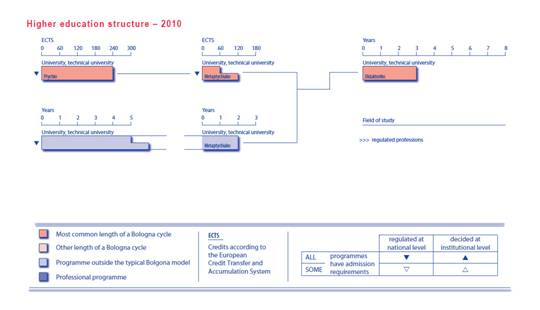 Higher education structure – 2010
ECTS
0 60 120 180 240 300
University, technical university
Ptychio
ECTS
0 60 120 180
University, technical university
Metaptychiako
Years
0 1 2 3 4 5 6 7 8
University, technical university
Didaktoriko
Years
0 1 2 3 4 5
University, technical university
Years
0 1 2 3
University, technical university
Metaptychiako
Field of study
>>> regulated professions
Most common length of a Bologna cycle
Other length of a Bologna cycle
Programme outside the typical Bolgona model
Professional programme
ECTS
Credits according to
the European
Credit Transfer and
Accumulation System
regulated at
national level
decided at
institutional level
ALL
SOME
programmes
have admission
requirements